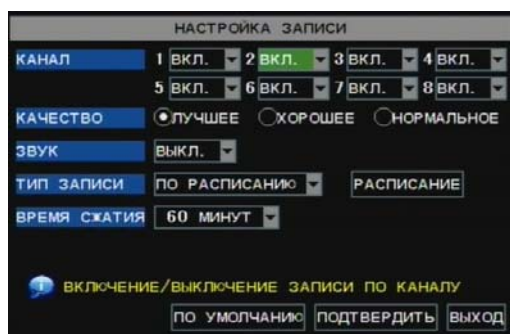 НАСТРОЙКА ЗАПИСИ
КАНАЛ 1 ВКЛ. 2 ВКЛ. 3 ВКЛ. 4 ВКЛ.
5 ВКЛ. 6 ВКЛ. 7 ВКЛ. 8 ВКЛ.
КАЧЕСТВО ЛУЧШЕЕ ХОРОШЕЕ НОРМАЛЬНОЕ
ЗВУК ВЫКЛ.
ТИП ЗАПИСИ ПО РАСПИСАНИЮ РАСПИСАНИЕ
ВРЕМЯ СЖАТИЯ 60 МИНУТ
ВКЛЮЧЕНИЕ/ВЫКЛЮЧЕНИЕ ЗАПИСИ ПО КАНАЛУ
ПО УМОЛЧАНИЮ ПОДТВЕРДИТЬ ВЫХОД